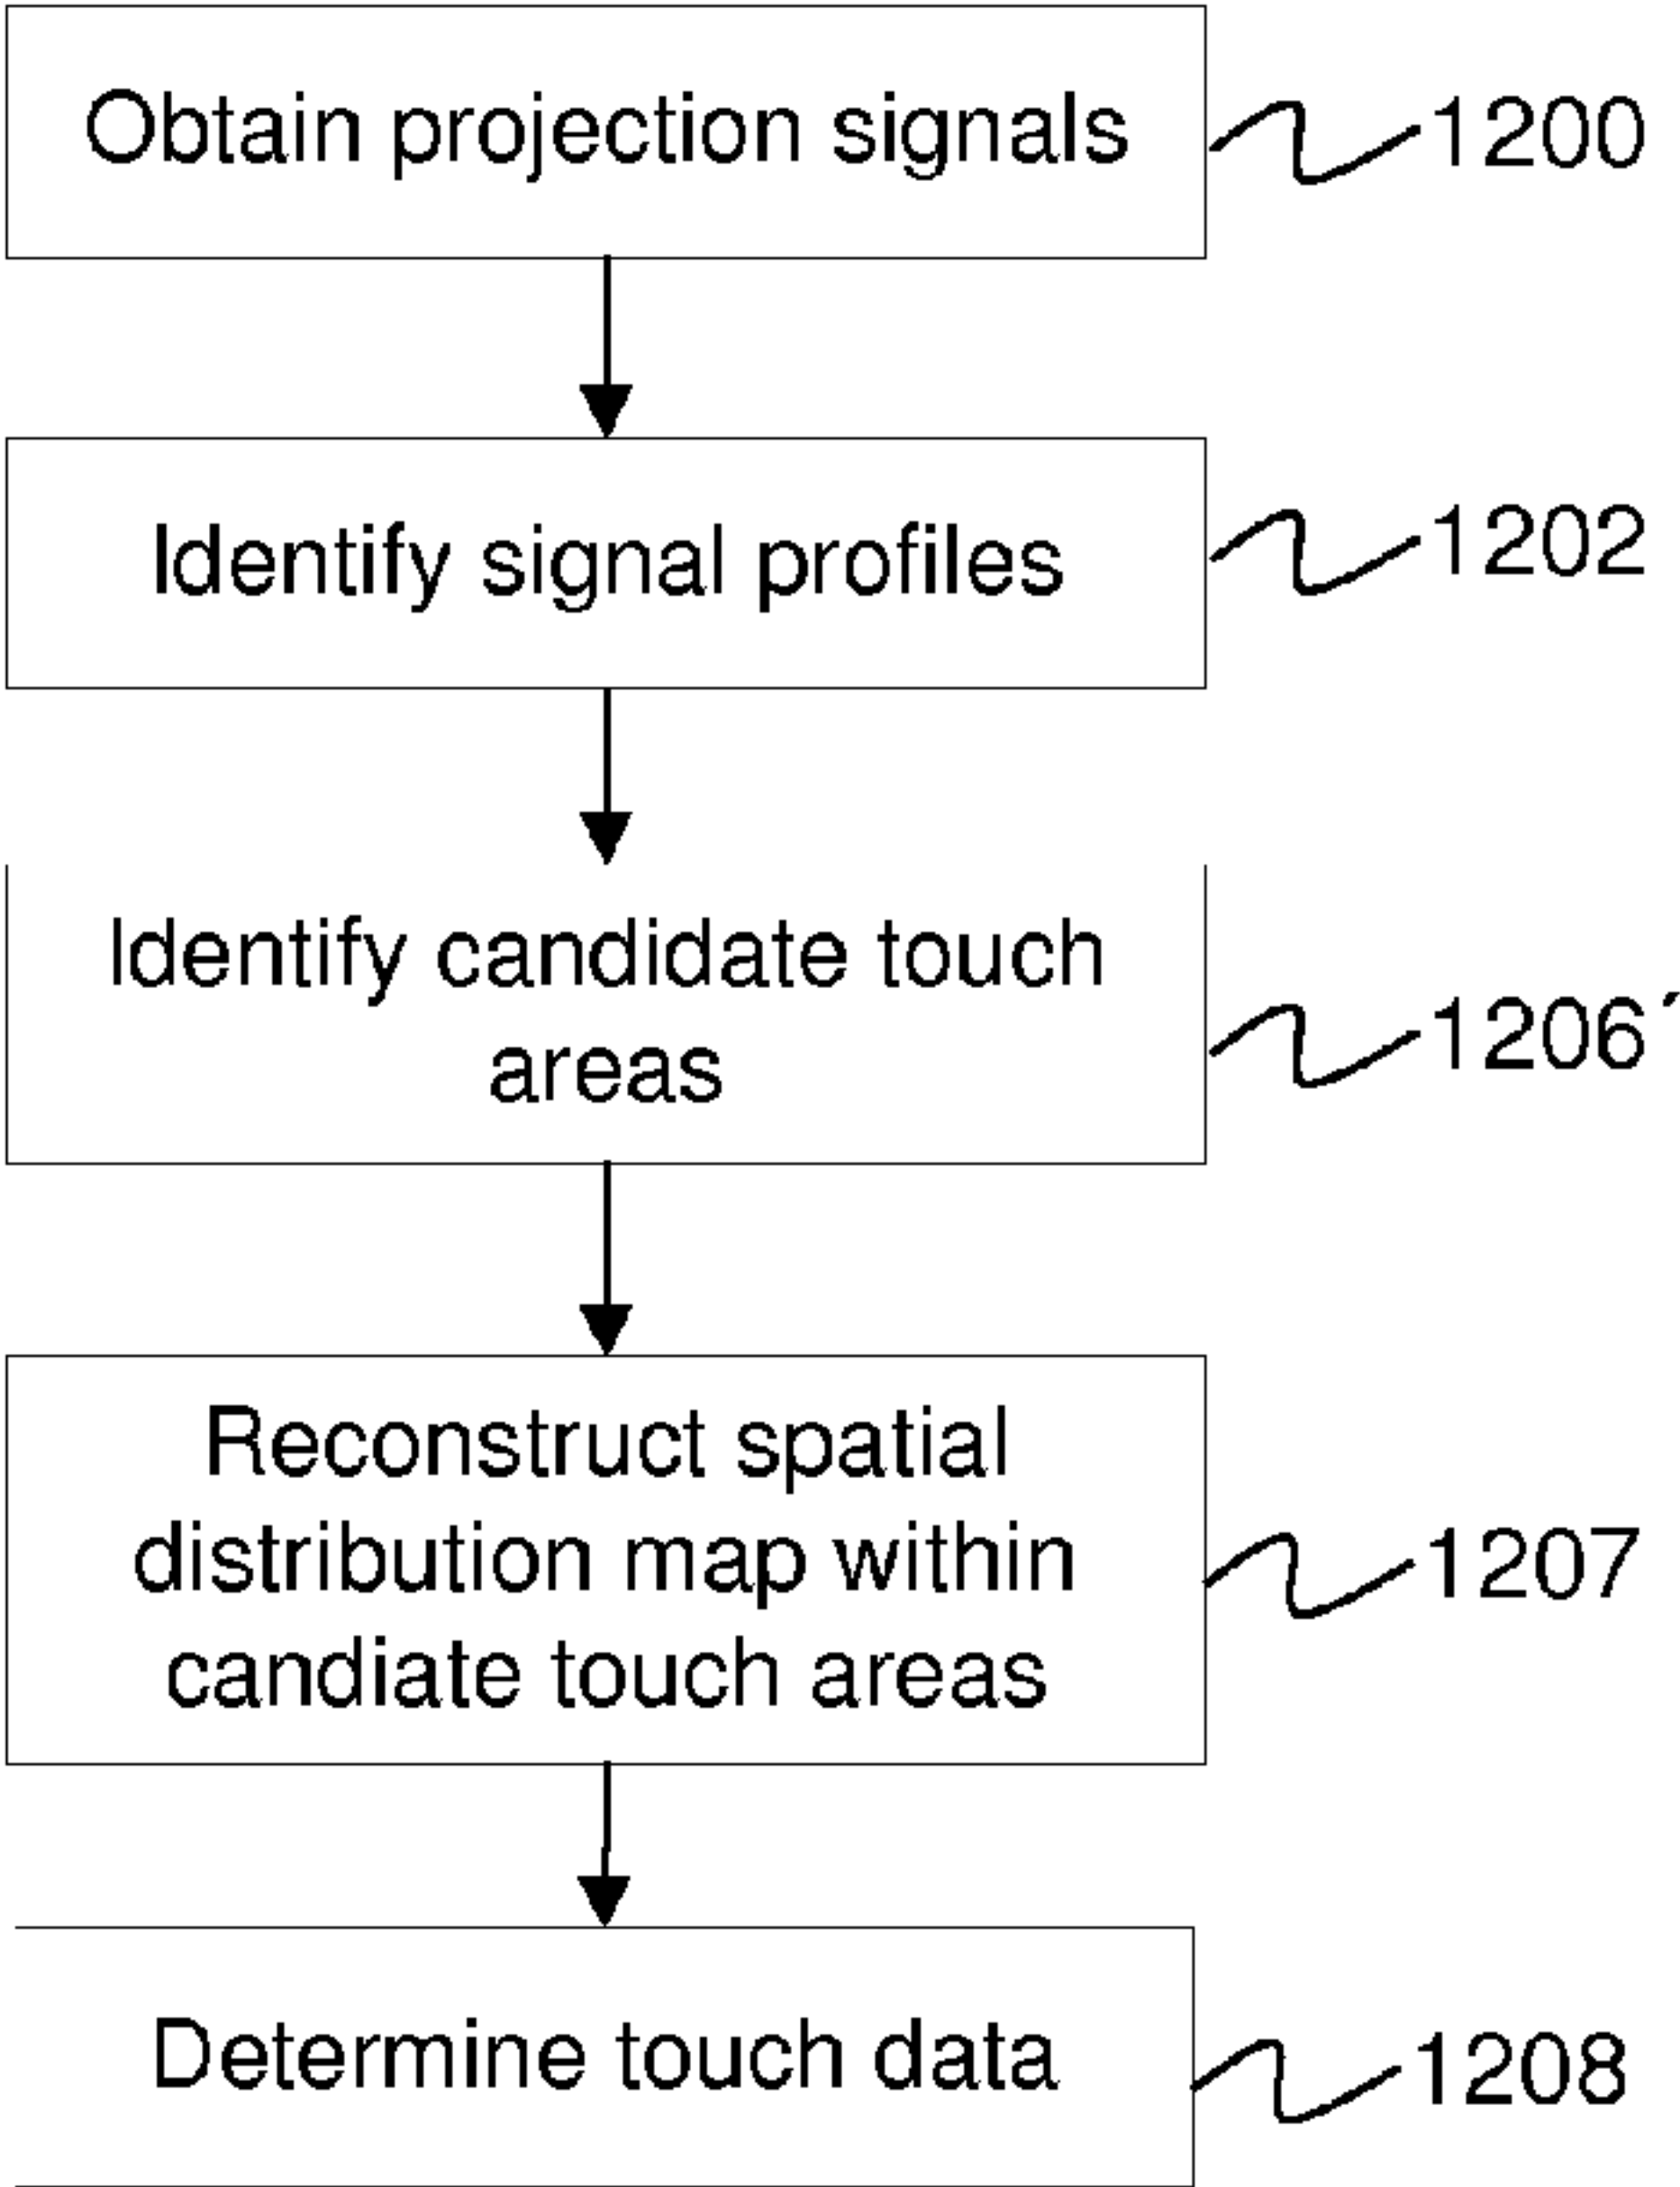 Obtain projection signals
1200
Identify signal profiles
1202
Identify candidate touch
areas
1206´
Reconstruct spatial
distribution map within
candiate touch areas
1207
Determine touch data
1208